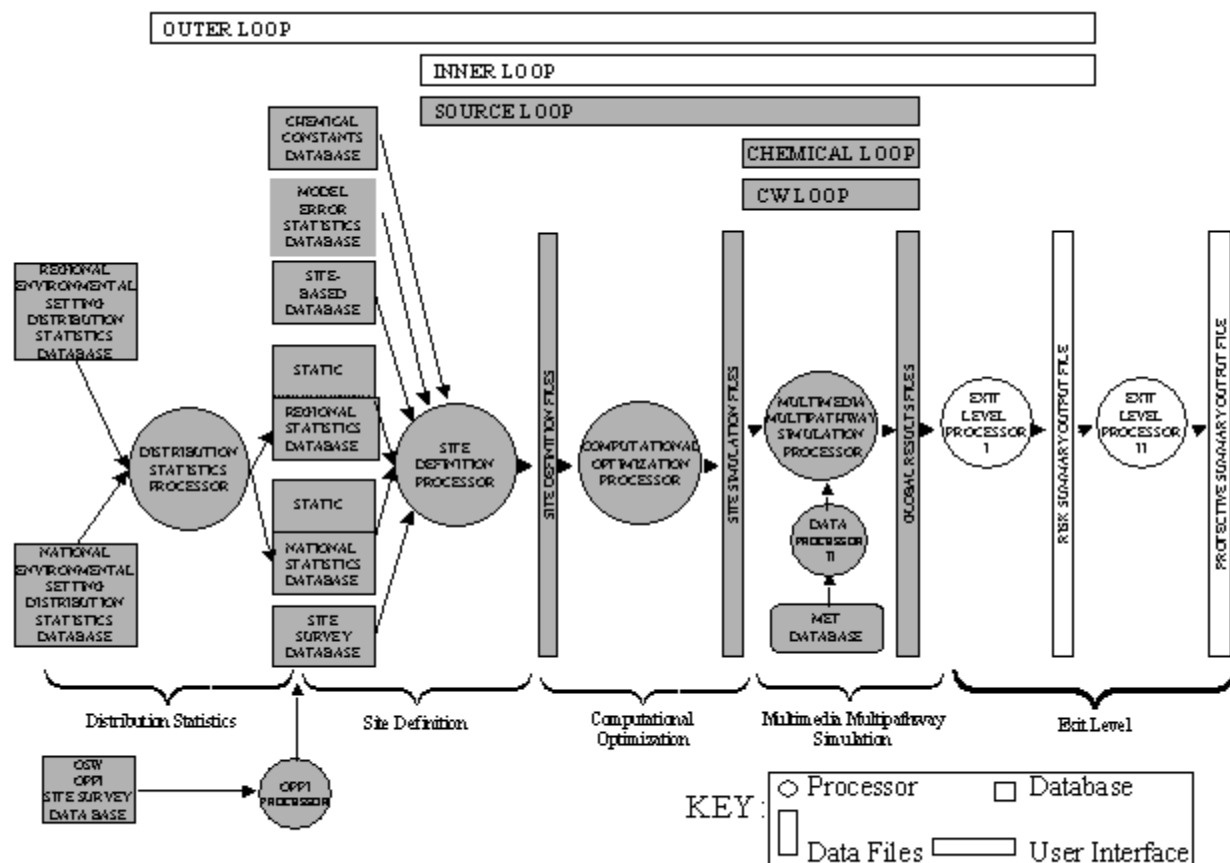 OUTER LOOP
INNER LOOP
SOURCE LOOP
CHEMICAL LOOP
CW LOOP
CHEMICAL
CONSTANTS
DATABASE
MODEL
ERROR
STATISTICS
DATABASE
SITE-
BASED
DATABASE
REGIONAL
ENVIRONMENTAL
SETTING
DISTRIBUTION
STATISTICS
DATABASE
STATIC
REGIONAL
STATISTICS
DATABASE
DISTRIBUTION
STATISTICS
PROCESSOR
STATIC
NATIONAL
STATISTICS
DATABASE
NATIONAL
ENVIRONMENTAL
SETTING
DISTRIBUTION
STATISTICS
DATABASE
SITE
SURVEY
DATABASE
SITE
DEFINITION
PROCESSOR
SITE DEFINITION FILES
COMPUTATIONAL
OPTIMIZATION
PROCESSOR
SITE SIMULATION FILES
MULTIMEDIA
MULTIPATHWAY
SIMULATION
PROCESSOR
DATA
PROCESSOR
II
MET
DATABASE
GLOBAL RESULTS FILES
EXIT
LEVEL
PROCESSOR
I
RISK SUMMARY OUTPUT FILE
EXIT
LEVEL
PROCESSOR
II
PROTECTIVE SUMMARY OUTPUT FILE
Distribution Statistics
Site Definition
Computational
Optimization
Multimedia Multipathway
Simulation
Exit Level
OSW
OPPI
SITE SURVEY
DATA BASE
OPPI
PROCESSOR
KEY:
Processor
Database
Data Files
User Interface